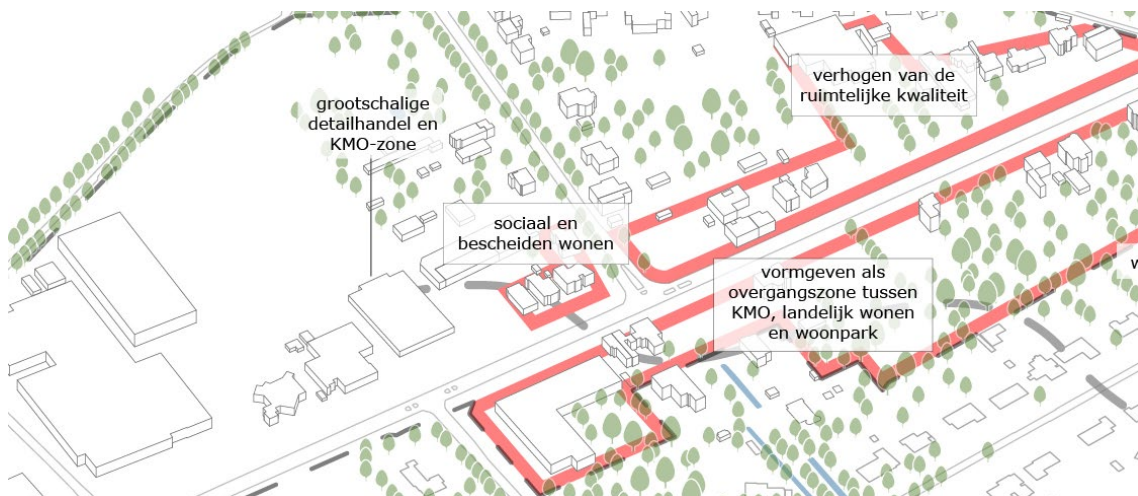 verhogen van de
ruimtelijke kwaliteit
grootschalige
detailhandel en
KMO-zone
sociaal en
bescheiden wonen
vormgeven als
overgangszone tussen
KMO, landelijk wonen
en woonpark
w